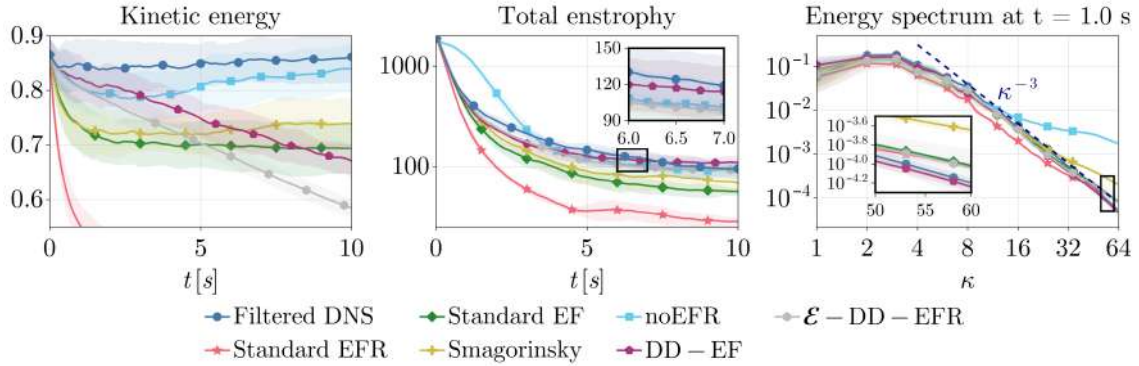 Kinetic energy
0.9
0.8
0.7
0.6
0
5
10
t[s]
Total enstrophy
1000
100
150
120
90
6.0
6.5
7.0
0
5
10
t[s]
Energy spectrum at t = 1.0 s
10⁻¹
10⁻²
10⁻³
10⁻⁴
κ⁻³
10⁻³·⁶
10⁻³·⁸
10⁻⁴·⁰
10⁻⁴·²
50
55
60
1
2
4
8
16
32
64
κ
Filtered DNS
Standard EF
noEFR
ℰ − DD − EFR
Standard EFR
Smagorinsky
DD − EF